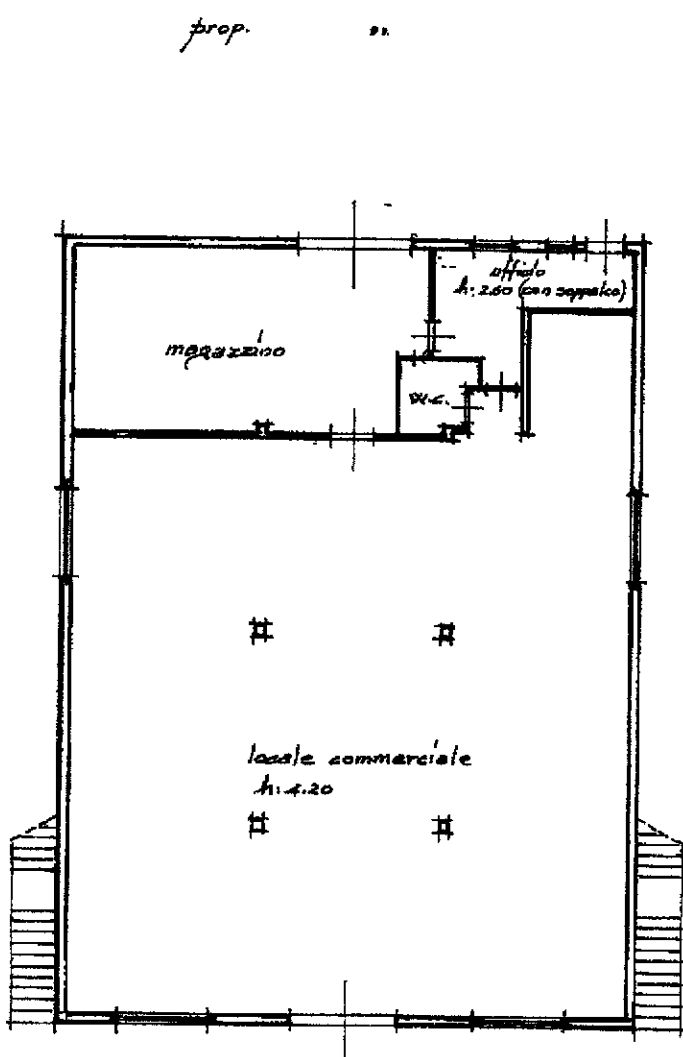 prop.
magazzino
ufficio
h: 2.60 (con soppalco)
w.c.
locale commerciale
h: 4.20